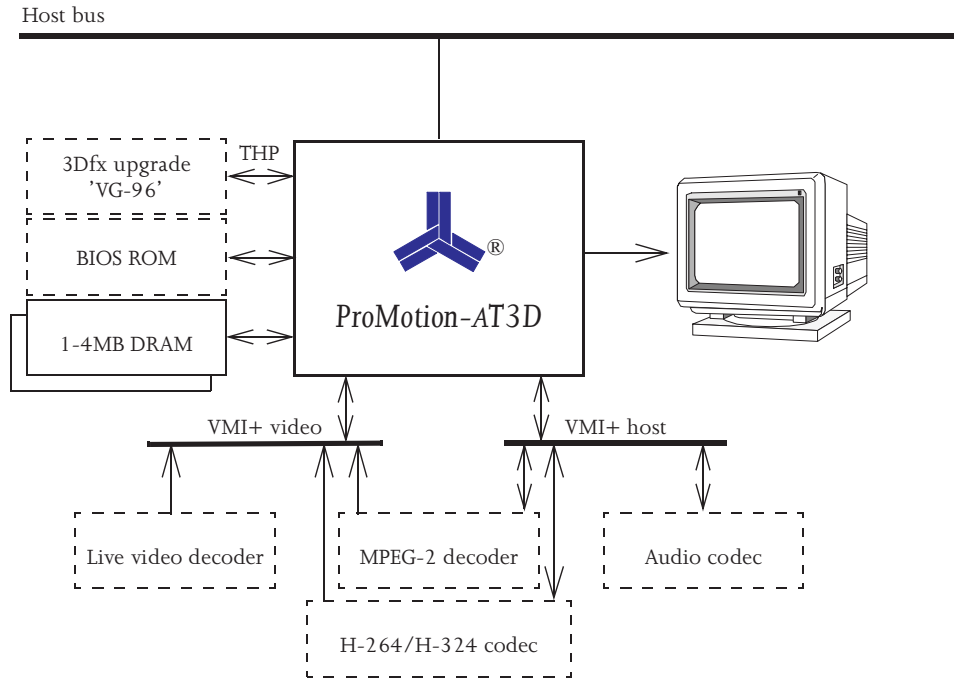 Host bus
3Dfx upgrade
'VG-96'
THP
BIOS ROM
1-4MB DRAM
®
ProMotion-AT3D
VMI+ video
VMI+ host
Live video decoder
MPEG-2 decoder
Audio codec
H-264/H-324 codec